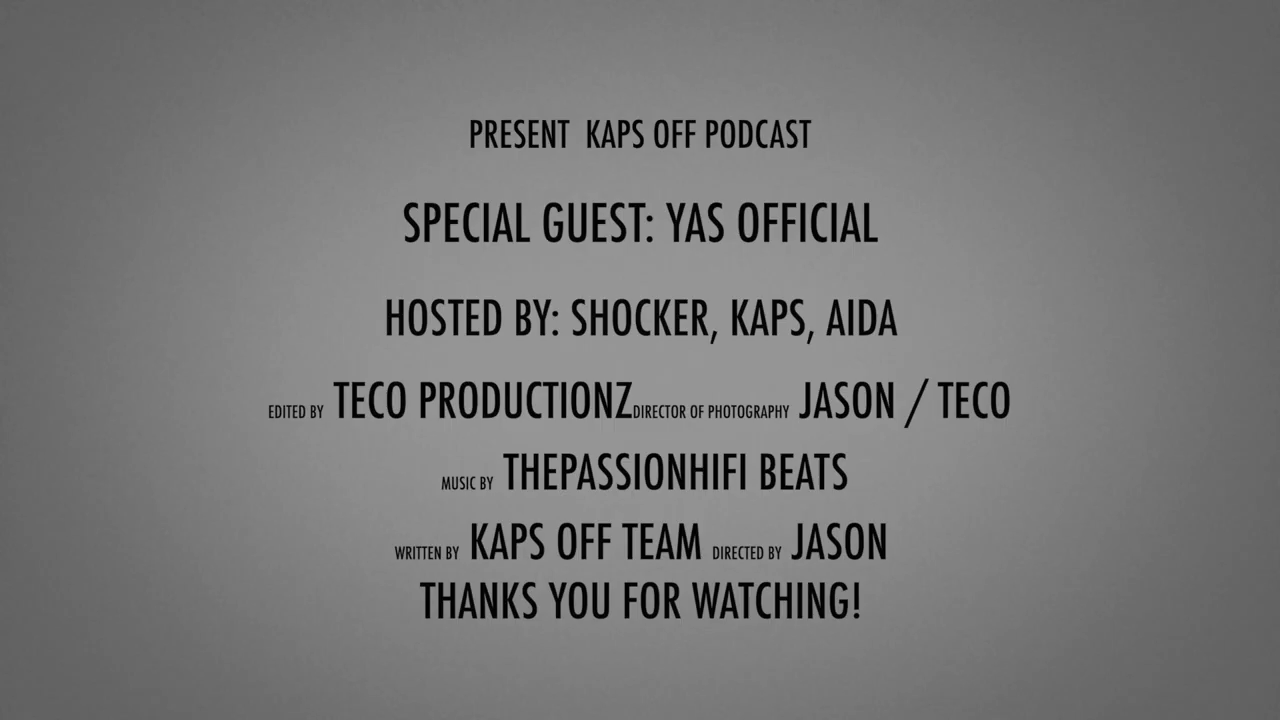 PRESENT  KAPS OFF PODCAST
SPECIAL GUEST: YAS OFFICIAL
HOSTED BY: SHOCKER, KAPS, AIDA
EDITED BY TECO PRODUCTIONZ DIRECTOR OF PHOTOGRAPHY JASON / TECO
MUSIC BY THEPASSIONHIFI BEATS
WRITTEN BY KAPS OFF TEAM DIRECTED BY JASON
THANKS YOU FOR WATCHING!